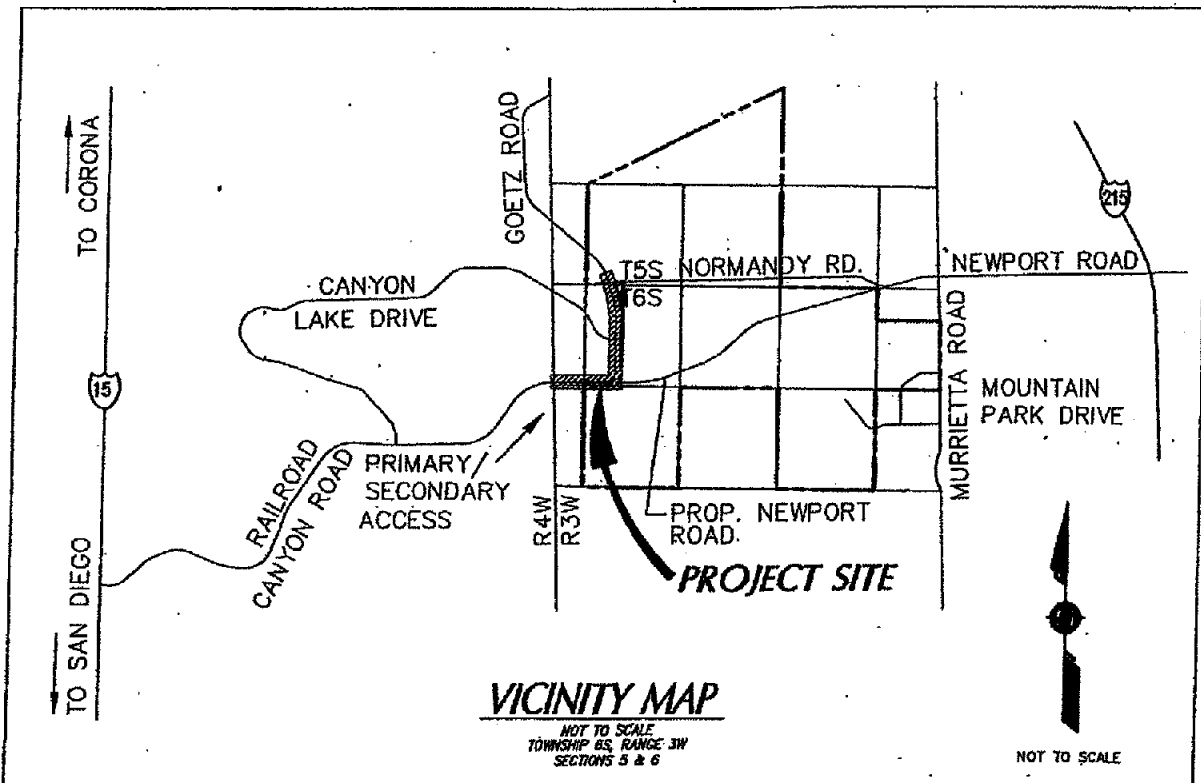 TO CORONA
GOETZ ROAD
215
T5S NORMANDY RD.
T6S
NEWPORT ROAD
CANYON
LAKE DRIVE
15
MURRIETTA ROAD
MOUNTAIN
PARK DRIVE
RAILROAD
CANYON ROAD
PRIMARY
SECONDARY
ACCESS
R4W
R3W
PROP. NEWPORT
ROAD.
PROJECT SITE
TO SAN DIEGO
VICINITY MAP
NOT TO SCALE
TOWNSHIP 6S, RANGE 3W
SECTIONS 5 & 6
NOT TO SCALE